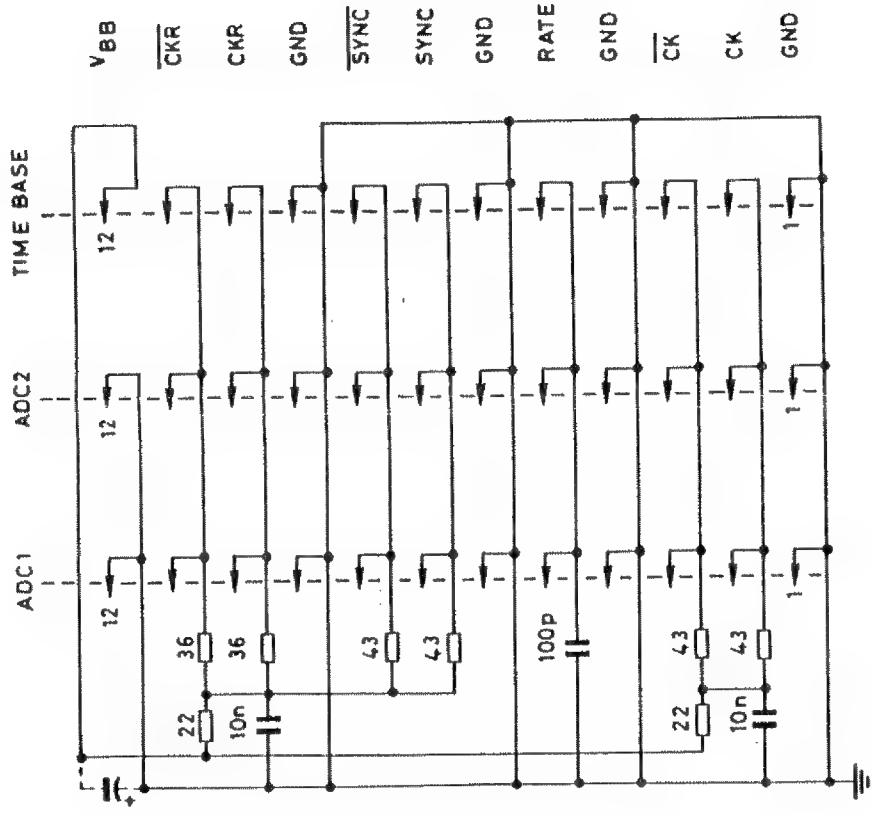 V BB
CKR
CKR
GND
SYNC
SYNC
GND
RATE
GND
CK
CK
GND
TIME BASE
12
1
ADC2
12
1
ADC1
12
1
36
36
43
43
100p
43
43
22
10n
22
10n
+